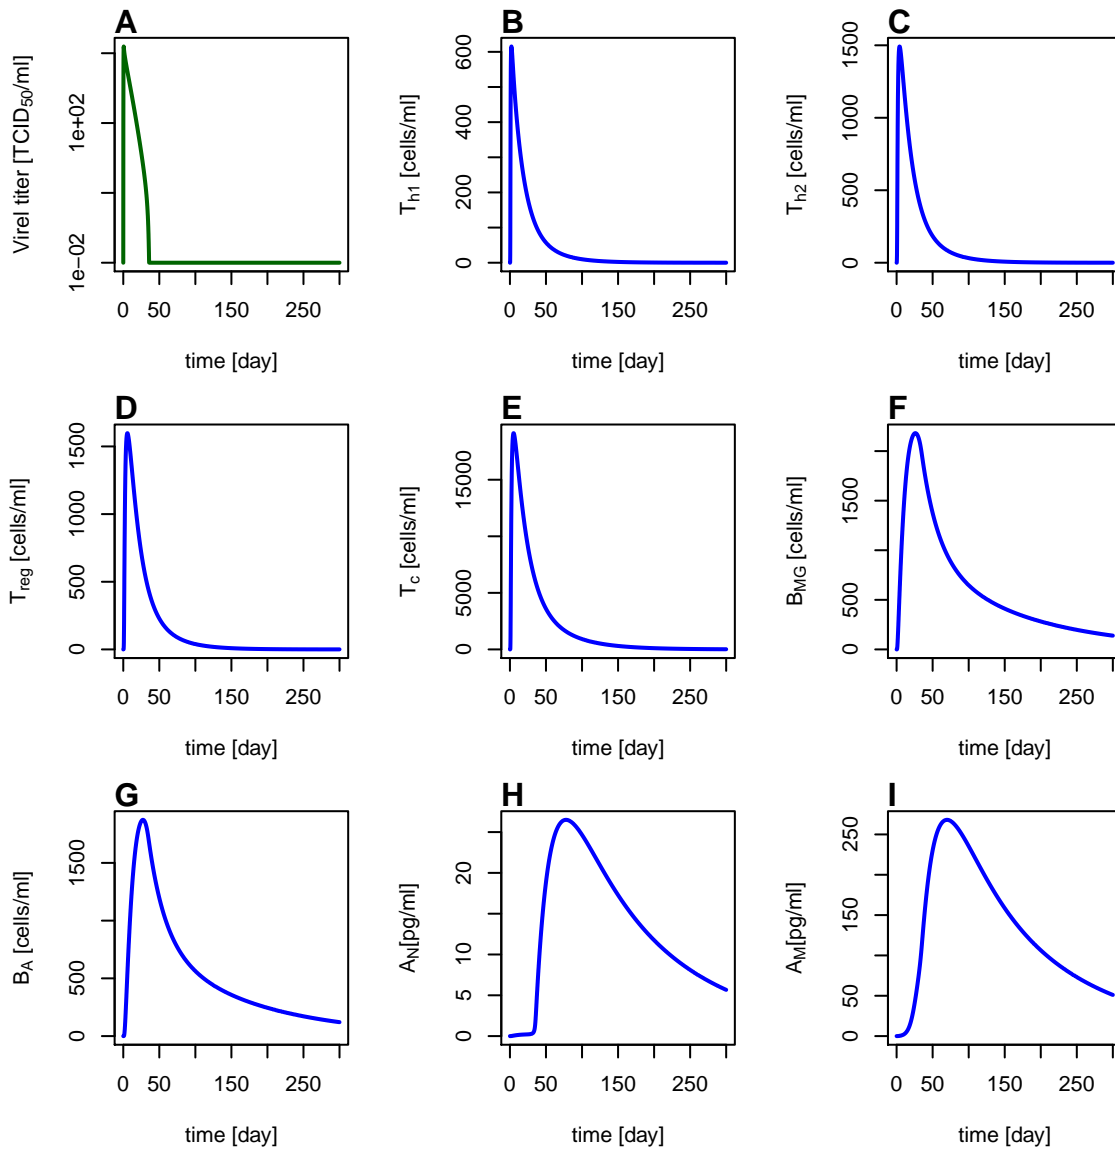 A
Virel titer [TCID50/ml]
1e+02
1e−02
0 50 150 250
time [day]
B
Th1 [cells/ml]
600
400
200
0
0 50 150 250
time [day]
C
Th2 [cells/ml]
1500
1000
500
0
0 50 150 250
time [day]
D
Treg [cells/ml]
1500
1000
500
0
0 50 150 250
time [day]
E
Tc [cells/ml]
15000
5000
0
0 50 150 250
time [day]
F
BMG [cells/ml]
1500
500
0
0 50 150 250
time [day]
G
BA [cells/ml]
1500
500
0
0 50 150 250
time [day]
H
AN[pg/ml]
20
10
5
0
0 50 150 250
time [day]
I
AM[pg/ml]
250
150
50
0
0 50 150 250
time [day]